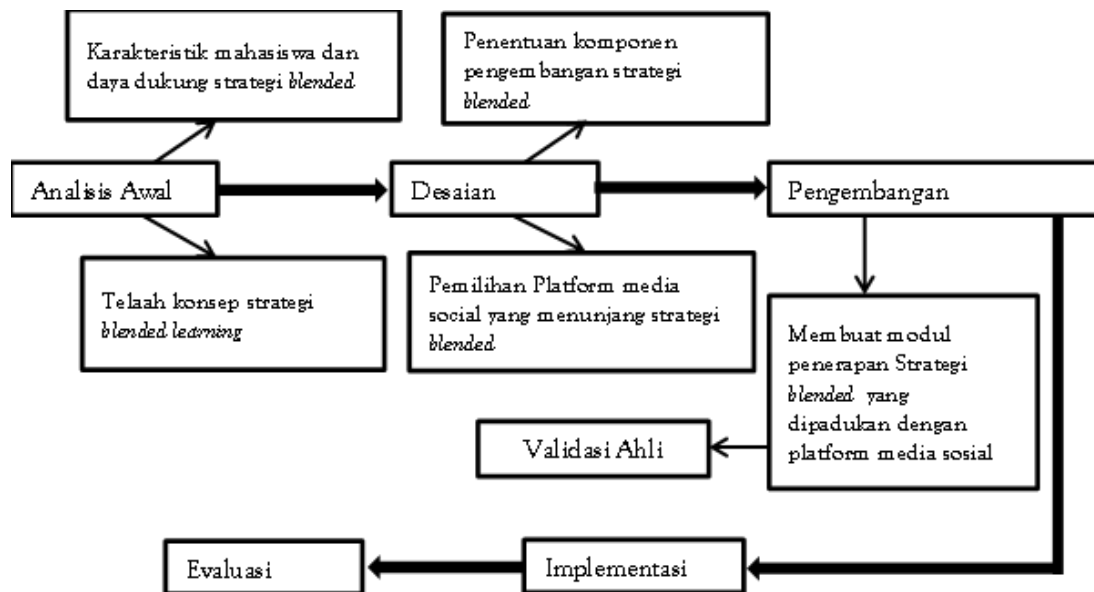 Karakteristik mahasiswa dan
daya dukung strategi blended
Penentuan komponen
pengembangan strategi
blended
Analisis Awal
Desaian
Pengembangan
Telaah konsep strategi
blended learning
Pemilihan Platform media
social yang menunjang strategi
blended
Membuat modul
penerapan Strategi
blended yang
dipadukan dengan
platform media sosial
Validasi Ahli
Evaluasi
Implementasi